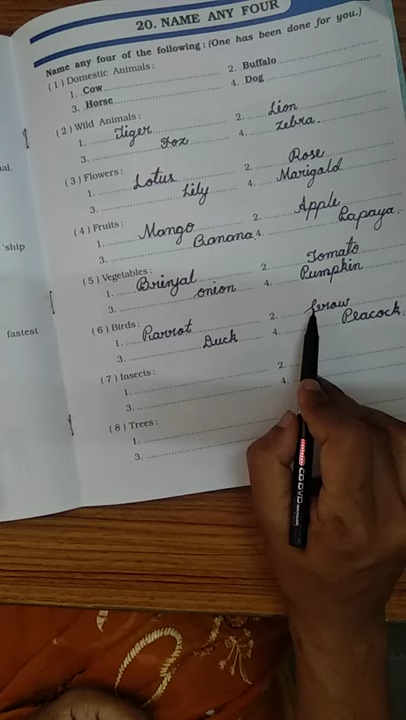 20. NAME ANY FOUR
Name any four of the following : (One has been done for you.)
( 1 ) Domestic Animals :
1. Cow 2. Buffalo
3. Horse 4. Dog
( 2 ) Wild Animals :
1. Tiger 2. Lion
3. Fox 4. Zebra
( 3 ) Flowers :
1. Lotus 2. Rose
3. Lily 4. Marigold
( 4 ) Fruits :
1. Mango 2. Apple
3. Banana 4. Papaya
( 5 ) Vegetables :
1. Brinjal 2. Tomato
3. onion 4. Pumpkin
( 6 ) Birds :
1. Parrot 2.
3. Duck 4. Peacock
( 7 ) Insects :
1. 2.
3. 4.
( 8 ) Trees :
1.
3.
'ship
fastest